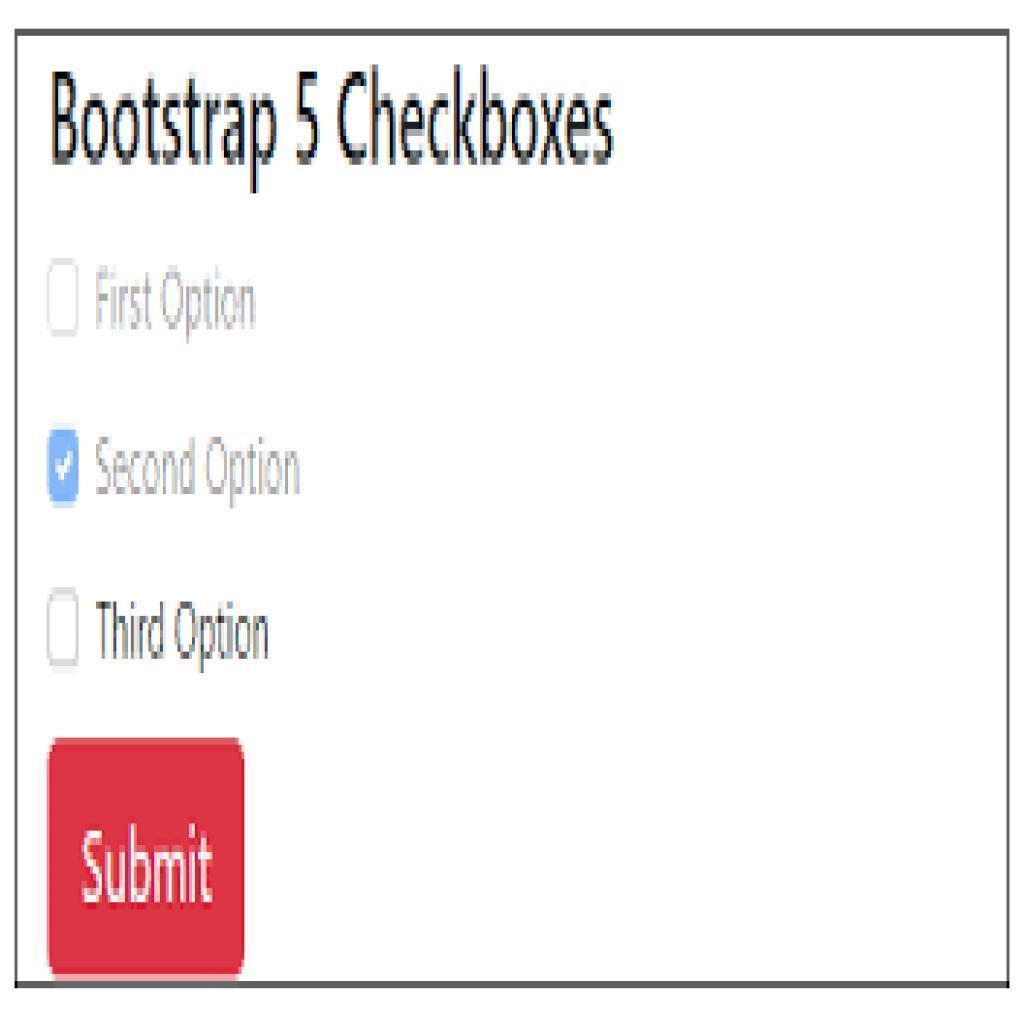 Bootstrap 5 Checkboxes
First Option
Second Option
Third Option
Submit